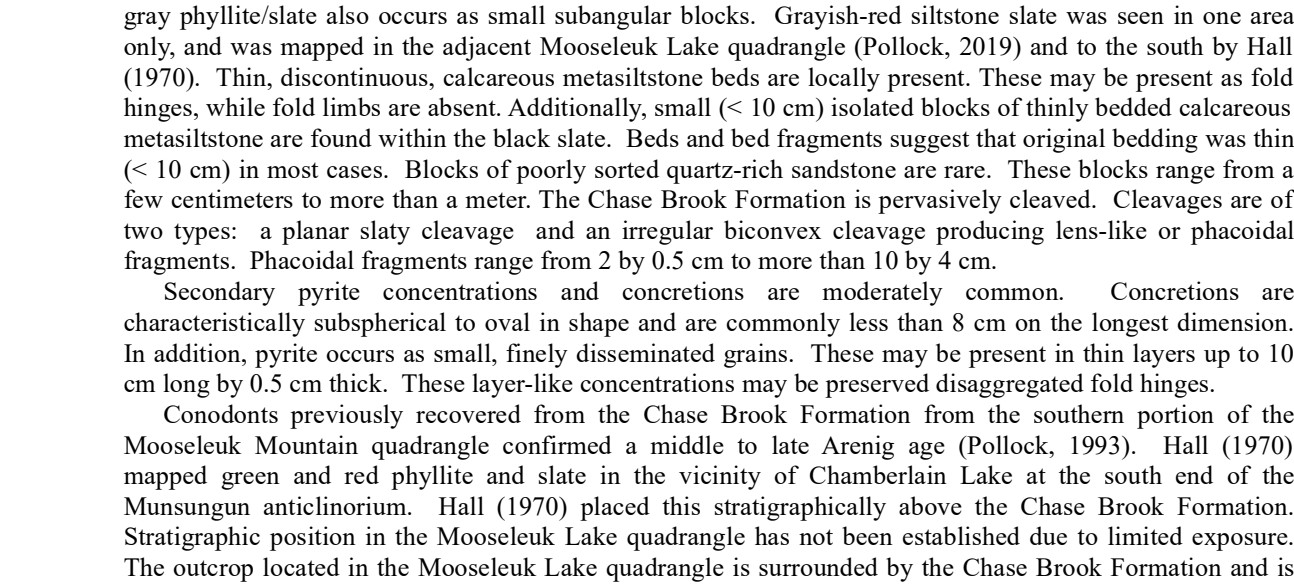 gray phyllite/slate also occurs as small subangular blocks.  Grayish-red siltstone slate was seen in one area
only, and was mapped in the adjacent Mooseleuk Lake quadrangle (Pollock, 2019) and to the south by Hall
(1970).  Thin, discontinuous, calcareous metasiltstone beds are locally present. These may be present as fold
hinges, while fold limbs are absent. Additionally, small (< 10 cm) isolated blocks of thinly bedded calcareous
metasiltstone are found within the black slate.  Beds and bed fragments suggest that original bedding was thin
(< 10 cm) in most cases.  Blocks of poorly sorted quartz-rich sandstone are rare.  These blocks range from a
few centimeters to more than a meter. The Chase Brook Formation is pervasively cleaved.  Cleavages are of
two types:  a planar slaty cleavage  and an irregular biconvex cleavage producing lens-like or phacoidal
fragments.  Phacoidal fragments range from 2 by 0.5 cm to more than 10 by 4 cm.
Secondary pyrite concentrations and concretions are moderately common.  Concretions are
characteristically subspherical to oval in shape and are commonly less than 8 cm on the longest dimension.
In addition, pyrite occurs as small, finely disseminated grains.  These may be present in thin layers up to 10
cm long by 0.5 cm thick.  These layer-like concentrations may be preserved disaggregated fold hinges.
Conodonts previously recovered from the Chase Brook Formation from the southern portion of the
Mooseleuk Mountain quadrangle confirmed a middle to late Arenig age (Pollock, 1993).  Hall (1970)
mapped green and red phyllite and slate in the vicinity of Chamberlain Lake at the south end of the
Munsungun anticlinorium.  Hall (1970) placed this stratigraphically above the Chase Brook Formation.
Stratigraphic position in the Mooseleuk Lake quadrangle has not been established due to limited exposure.
The outcrop located in the Mooseleuk Lake quadrangle is surrounded by the Chase Brook Formation and is